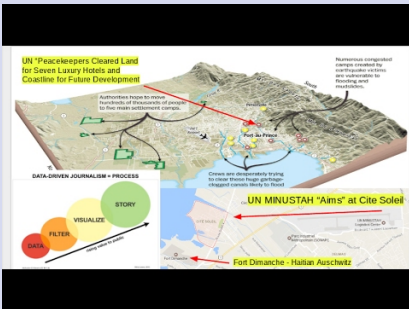 UN "Peacekeepers Cleared Land
for Seven Luxury Hotels and
Coastline for Future Development
Numerous congested
camps created by
earthquake victims
are vulnerable to
flooding and
mudslides.
Authorities hope to move
hundreds of thousands of people
to five main settlement camps.
Port-au-Prince
Crews are desperately trying
to clear these huge garbage-
clogged canals likely to flood
DATA-DRIVEN JOURNALISM = PROCESS
STORY
VISUALIZE
FILTER
DATA
UN MINUSTAH "Aims" at Cite Soleil
Fort Dimanche - Haitian Auschwitz